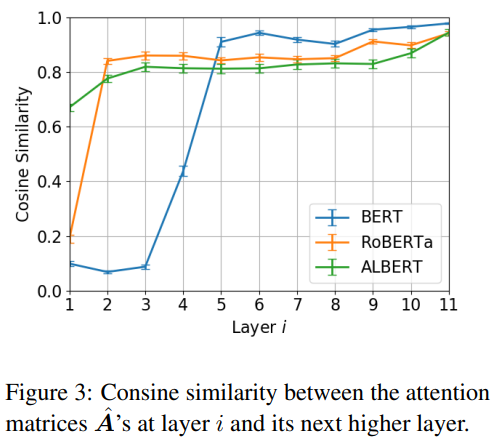 1.0
0.8
0.6
0.4
0.2
0.0
Cosine Similarity
BERT
RoBERTa
ALBERT
1 2 3 4 5 6 7 8 9 10 11
Layer i
Figure 3: Consine similarity between the attention
matrices Â's at layer i and its next higher layer.